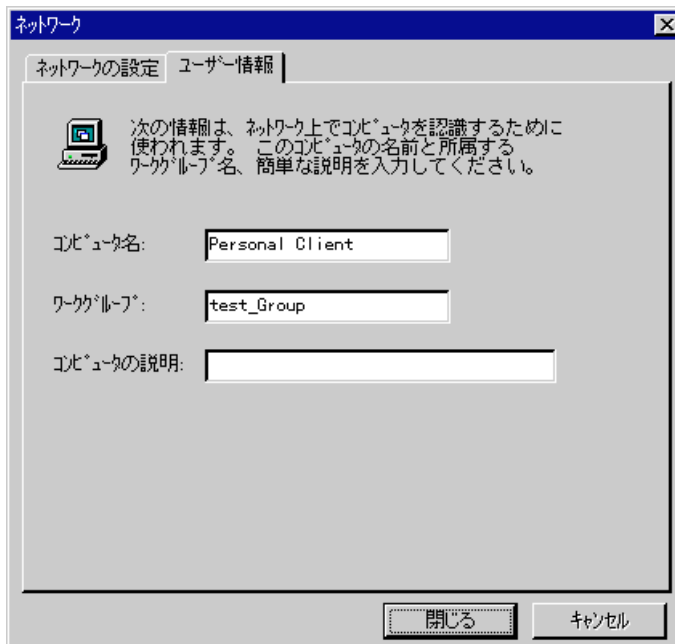 ネットワーク
ネットワークの設定 ユーザー情報
次の情報は、ネットワーク上でコンピュータを認識するために
使われます。 このコンピュータの名前と所属する
ワークグループ名、簡単な説明を入力してください。
コンピュータ名: Personal Client
ワークグループ: test_Group
コンピュータの説明:
閉じる キャンセル